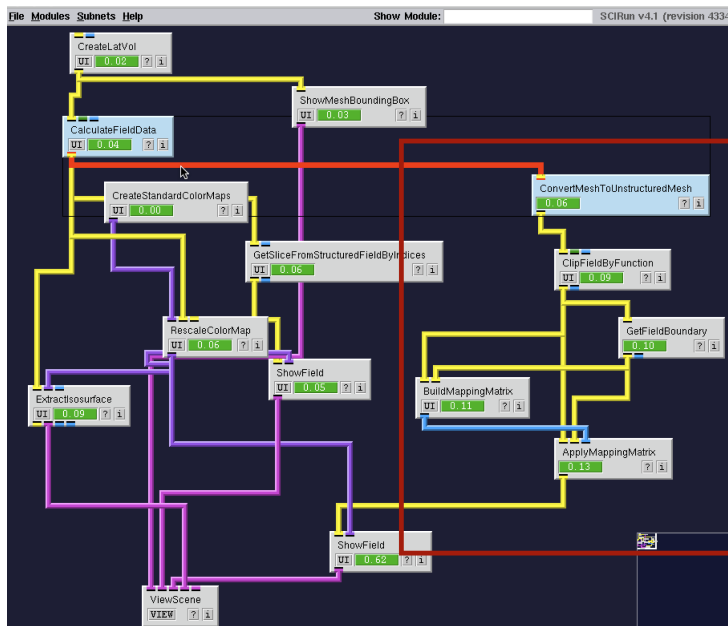 File Modules Subnets Help Show Module: SCIRun v4.1 (revision 4334
CreateLatVol
UI 0.02 ? i
ShowMeshBoundingBox
UI 0.03 ? i
CalculateFieldData
UI 0.04 ? i
ConvertMeshToUnstructuredMesh
0.06 ? i
CreateStandardColorMaps
UI 0.00 ? i
GetSliceFromStructuredFieldByIndices
UI 0.06 ? i
ClipFieldByFunction
UI 0.09 ? i
RescaleColorMap
UI 0.06 ? i
GetFieldBoundary
0.10 ? i
ShowField
UI 0.05 ? i
BuildMappingMatrix
UI 0.11 ? i
ExtractIsosurface
UI 0.09 ? i
ApplyMappingMatrix
0.13 ? i
ShowField
UI 0.62 ? i
ViewScene
VIEW ? i